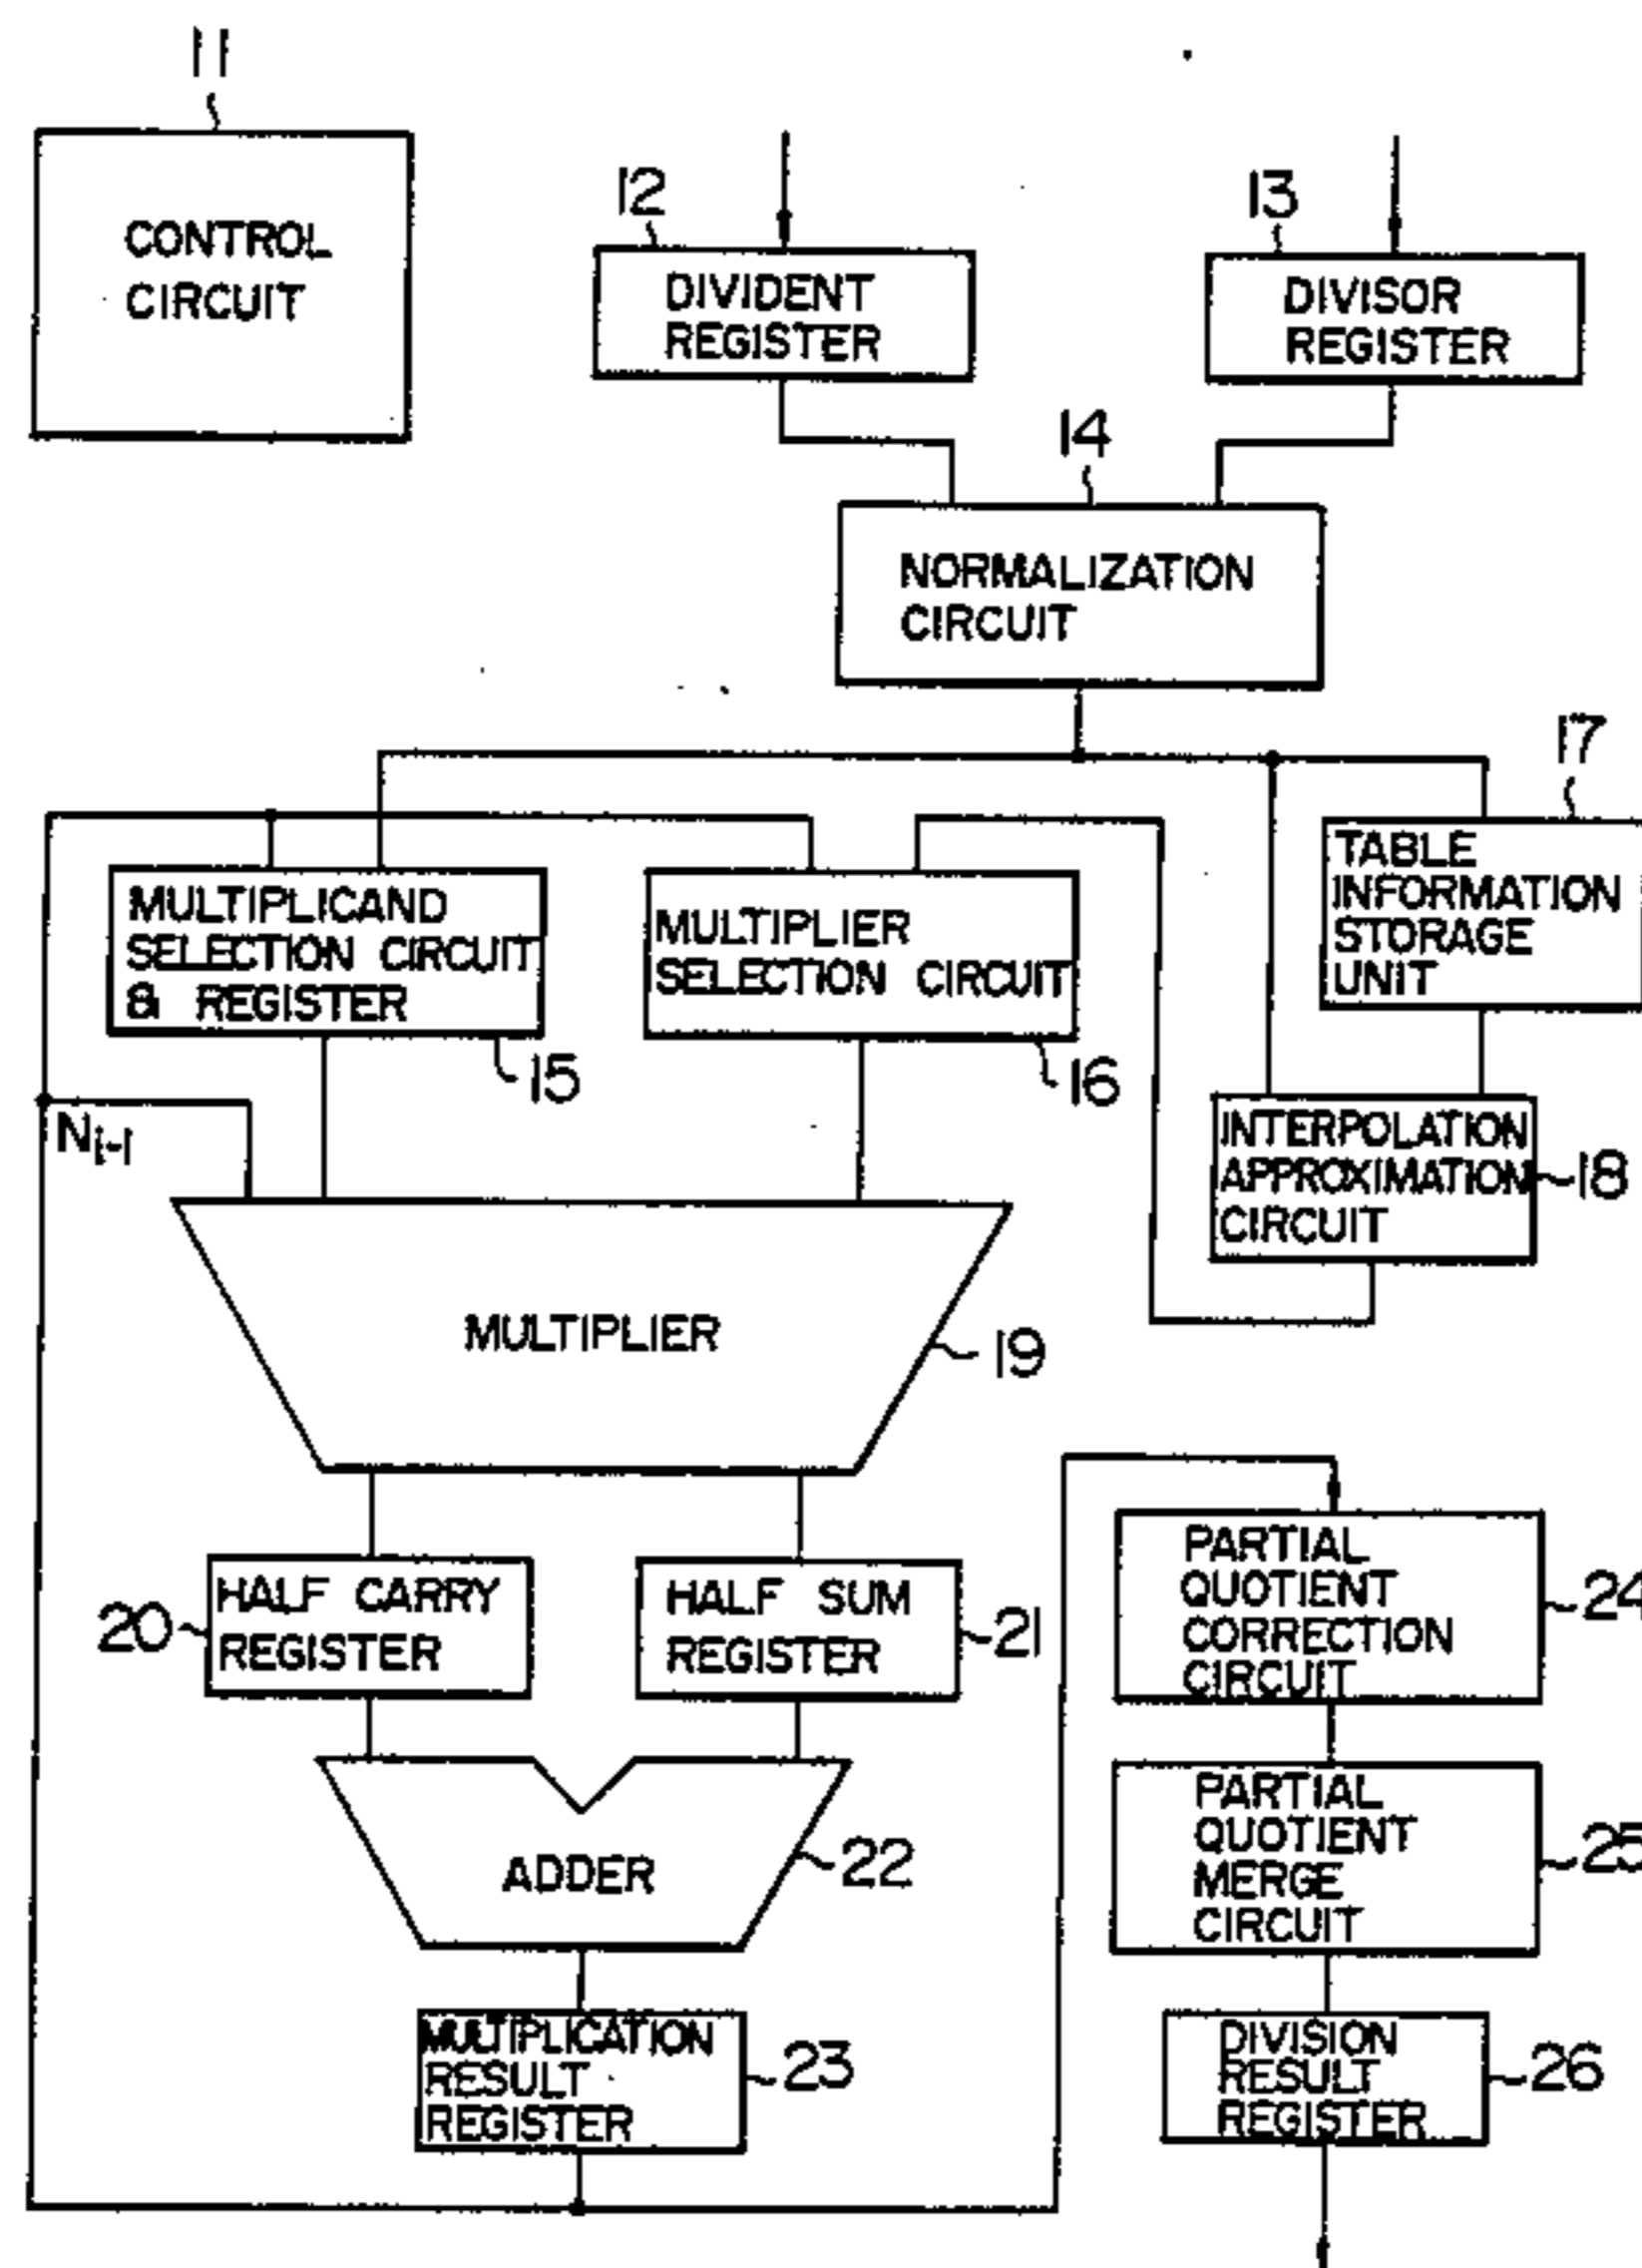 11
CONTROL
CIRCUIT
12
DIVIDENT
REGISTER
13
DIVISOR
REGISTER
14
NORMALIZATION
CIRCUIT
17
TABLE
INFORMATION
STORAGE
UNIT
MULTIPLICAND
SELECTION CIRCUIT
& REGISTER
15
MULTIPLIER
SELECTION CIRCUIT
16
N i-1
INTERPOLATION
APPROXIMATION
CIRCUIT
18
MULTIPLIER
19
20
HALF CARRY
REGISTER
HALF SUM
REGISTER
21
PARTIAL
QUOTIENT
CORRECTION
CIRCUIT
24
ADDER
22
PARTIAL
QUOTIENT
MERGE
CIRCUIT
25
MULTIPLICATION
RESULT
REGISTER
23
DIVISION
RESULT
REGISTER
26